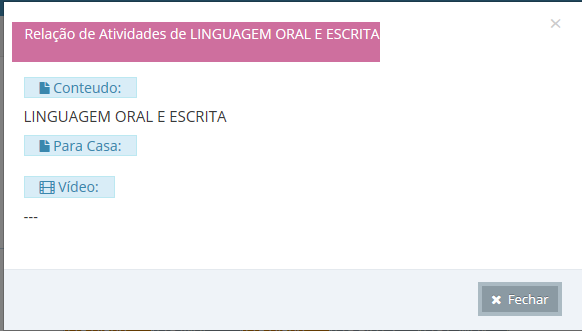 Relação de Atividades de LINGUAGEM ORAL E ESCRITA
×
Conteudo:
LINGUAGEM ORAL E ESCRITA
Para Casa:
Vídeo:
---
× Fechar